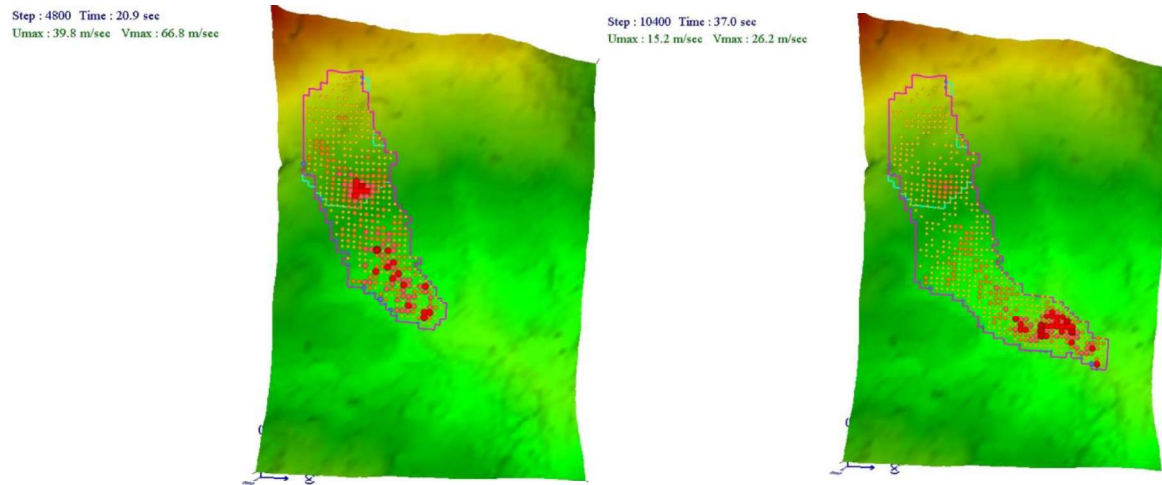 Step : 4800 Time : 20.9 sec
Umax : 39.8 m/sec Vmax : 66.8 m/sec
Step : 10400 Time : 37.0 sec
Umax : 15.2 m/sec Vmax : 26.2 m/sec